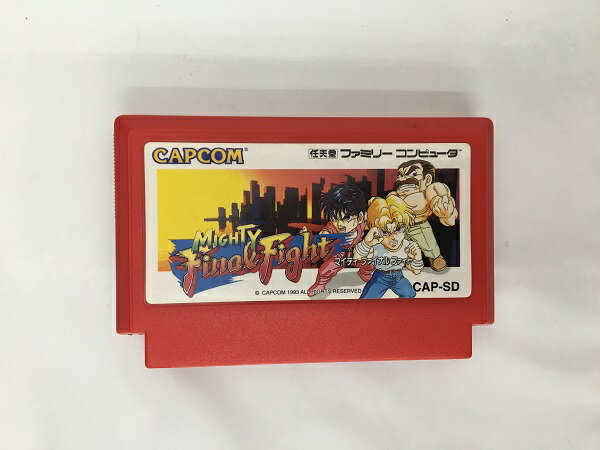 CAPCOM®
任天堂 ファミリーコンピュータ
MIGHTY
Final Fight
マイティファイナルファイト
© CAPCOM 1993 ALL RIGHTS RESERVED
CAP-SD